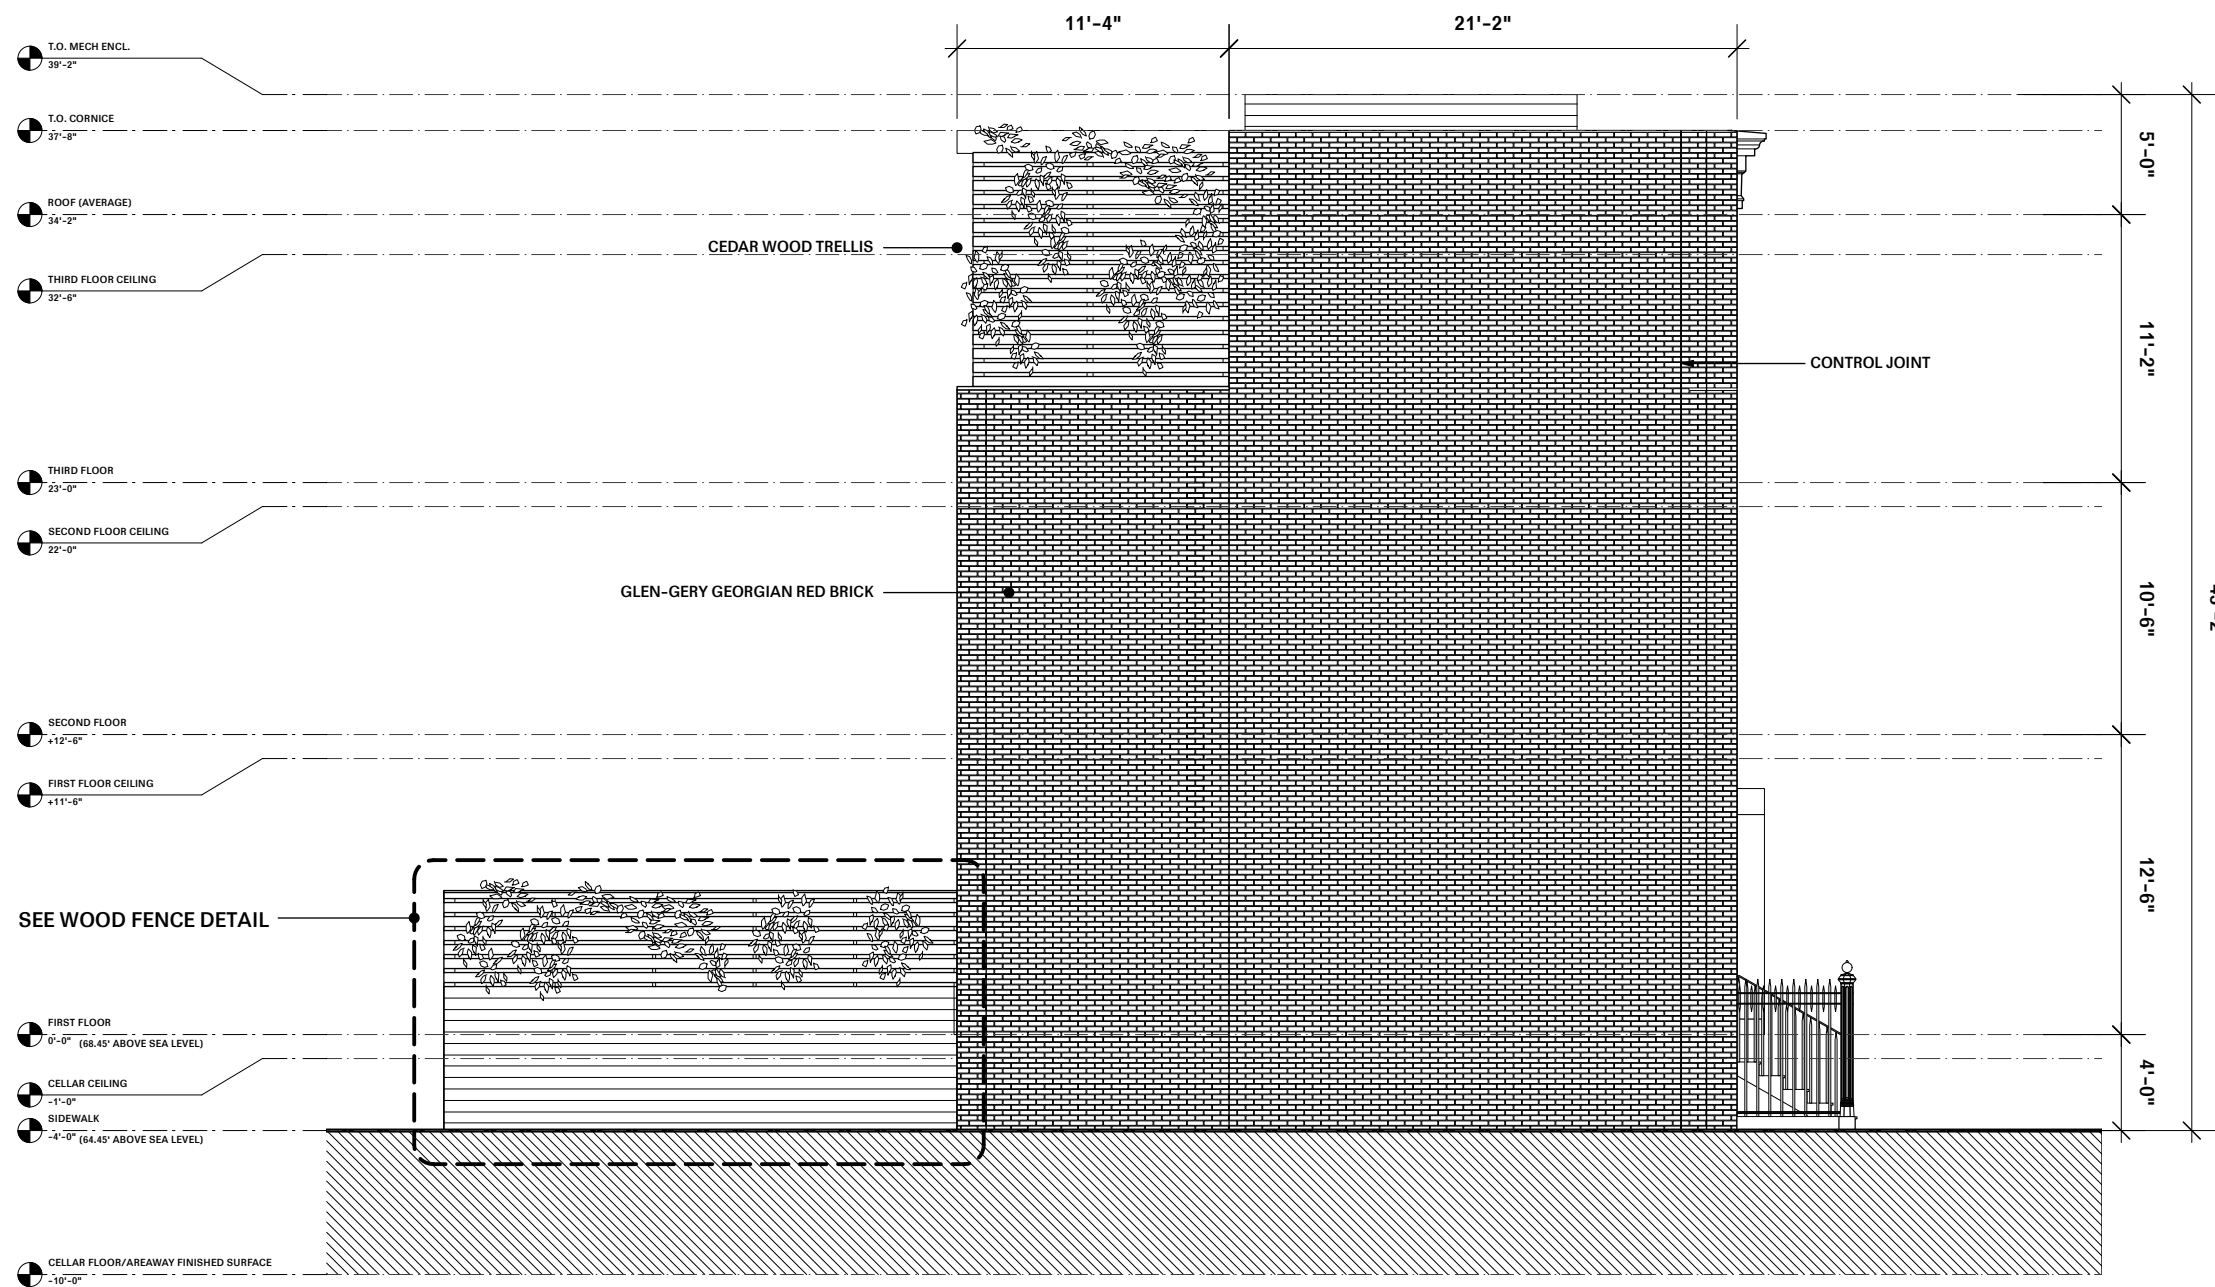 11'-4"
21'-2"
T.O. MECH ENCL.
39'-2"
T.O. CORNICE
37'-8"
5'-0"
ROOF (AVERAGE)
34'-2"
CEDAR WOOD TRELLIS
THIRD FLOOR CEILING
32'-6"
11'-2"
CONTROL JOINT
THIRD FLOOR
23'-0"
SECOND FLOOR CEILING
22'-0"
GLEN-GERY GEORGIAN RED BRICK
10'-6"
SECOND FLOOR
+12'-6"
FIRST FLOOR CEILING
+11'-6"
12'-6"
SEE WOOD FENCE DETAIL
FIRST FLOOR
0'-0" (68.45' ABOVE SEA LEVEL)
CELLAR CEILING
-1'-0"
4'-0"
SIDEWALK
-4'-0" (64.45' ABOVE SEA LEVEL)
CELLAR FLOOR/AREAWAY FINISHED SURFACE
-10'-0"